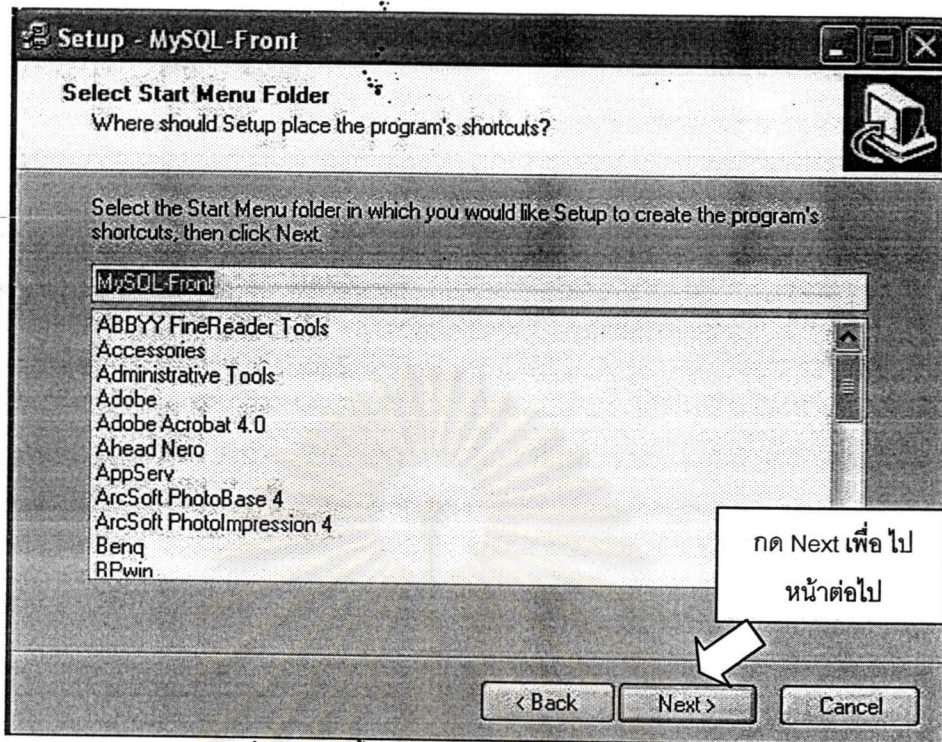 Setup - MySQL-Front
Select Start Menu Folder
Where should Setup place the program's shortcuts?
Select the Start Menu folder in which you would like Setup to create the program's
shortcuts, then click Next.
MySQL-Front
ABBYY FineReader Tools
Accessories
Administrative Tools
Adobe
Adobe Acrobat 4.0
Ahead Nero
AppServ
ArcSoft PhotoBase 4
ArcSoft PhotoImpression 4
Benq
BPwin
กด Next เพื่อ ไป
หน้าต่อไป
< Back
Next >
Cancel